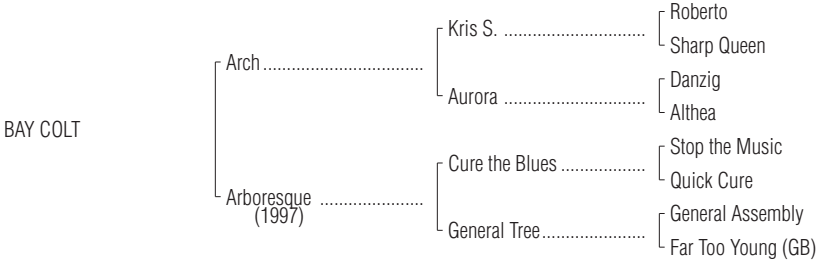 Roberto
Kris S. ..............................
Sharp Queen
Arch ..................................
Danzig
Aurora ..............................
Althea
BAY COLT
Stop the Music
Cure the Blues ..................
Quick Cure
Arboresque ......................
(1997)
General Assembly
General Tree......................
Far Too Young (GB)